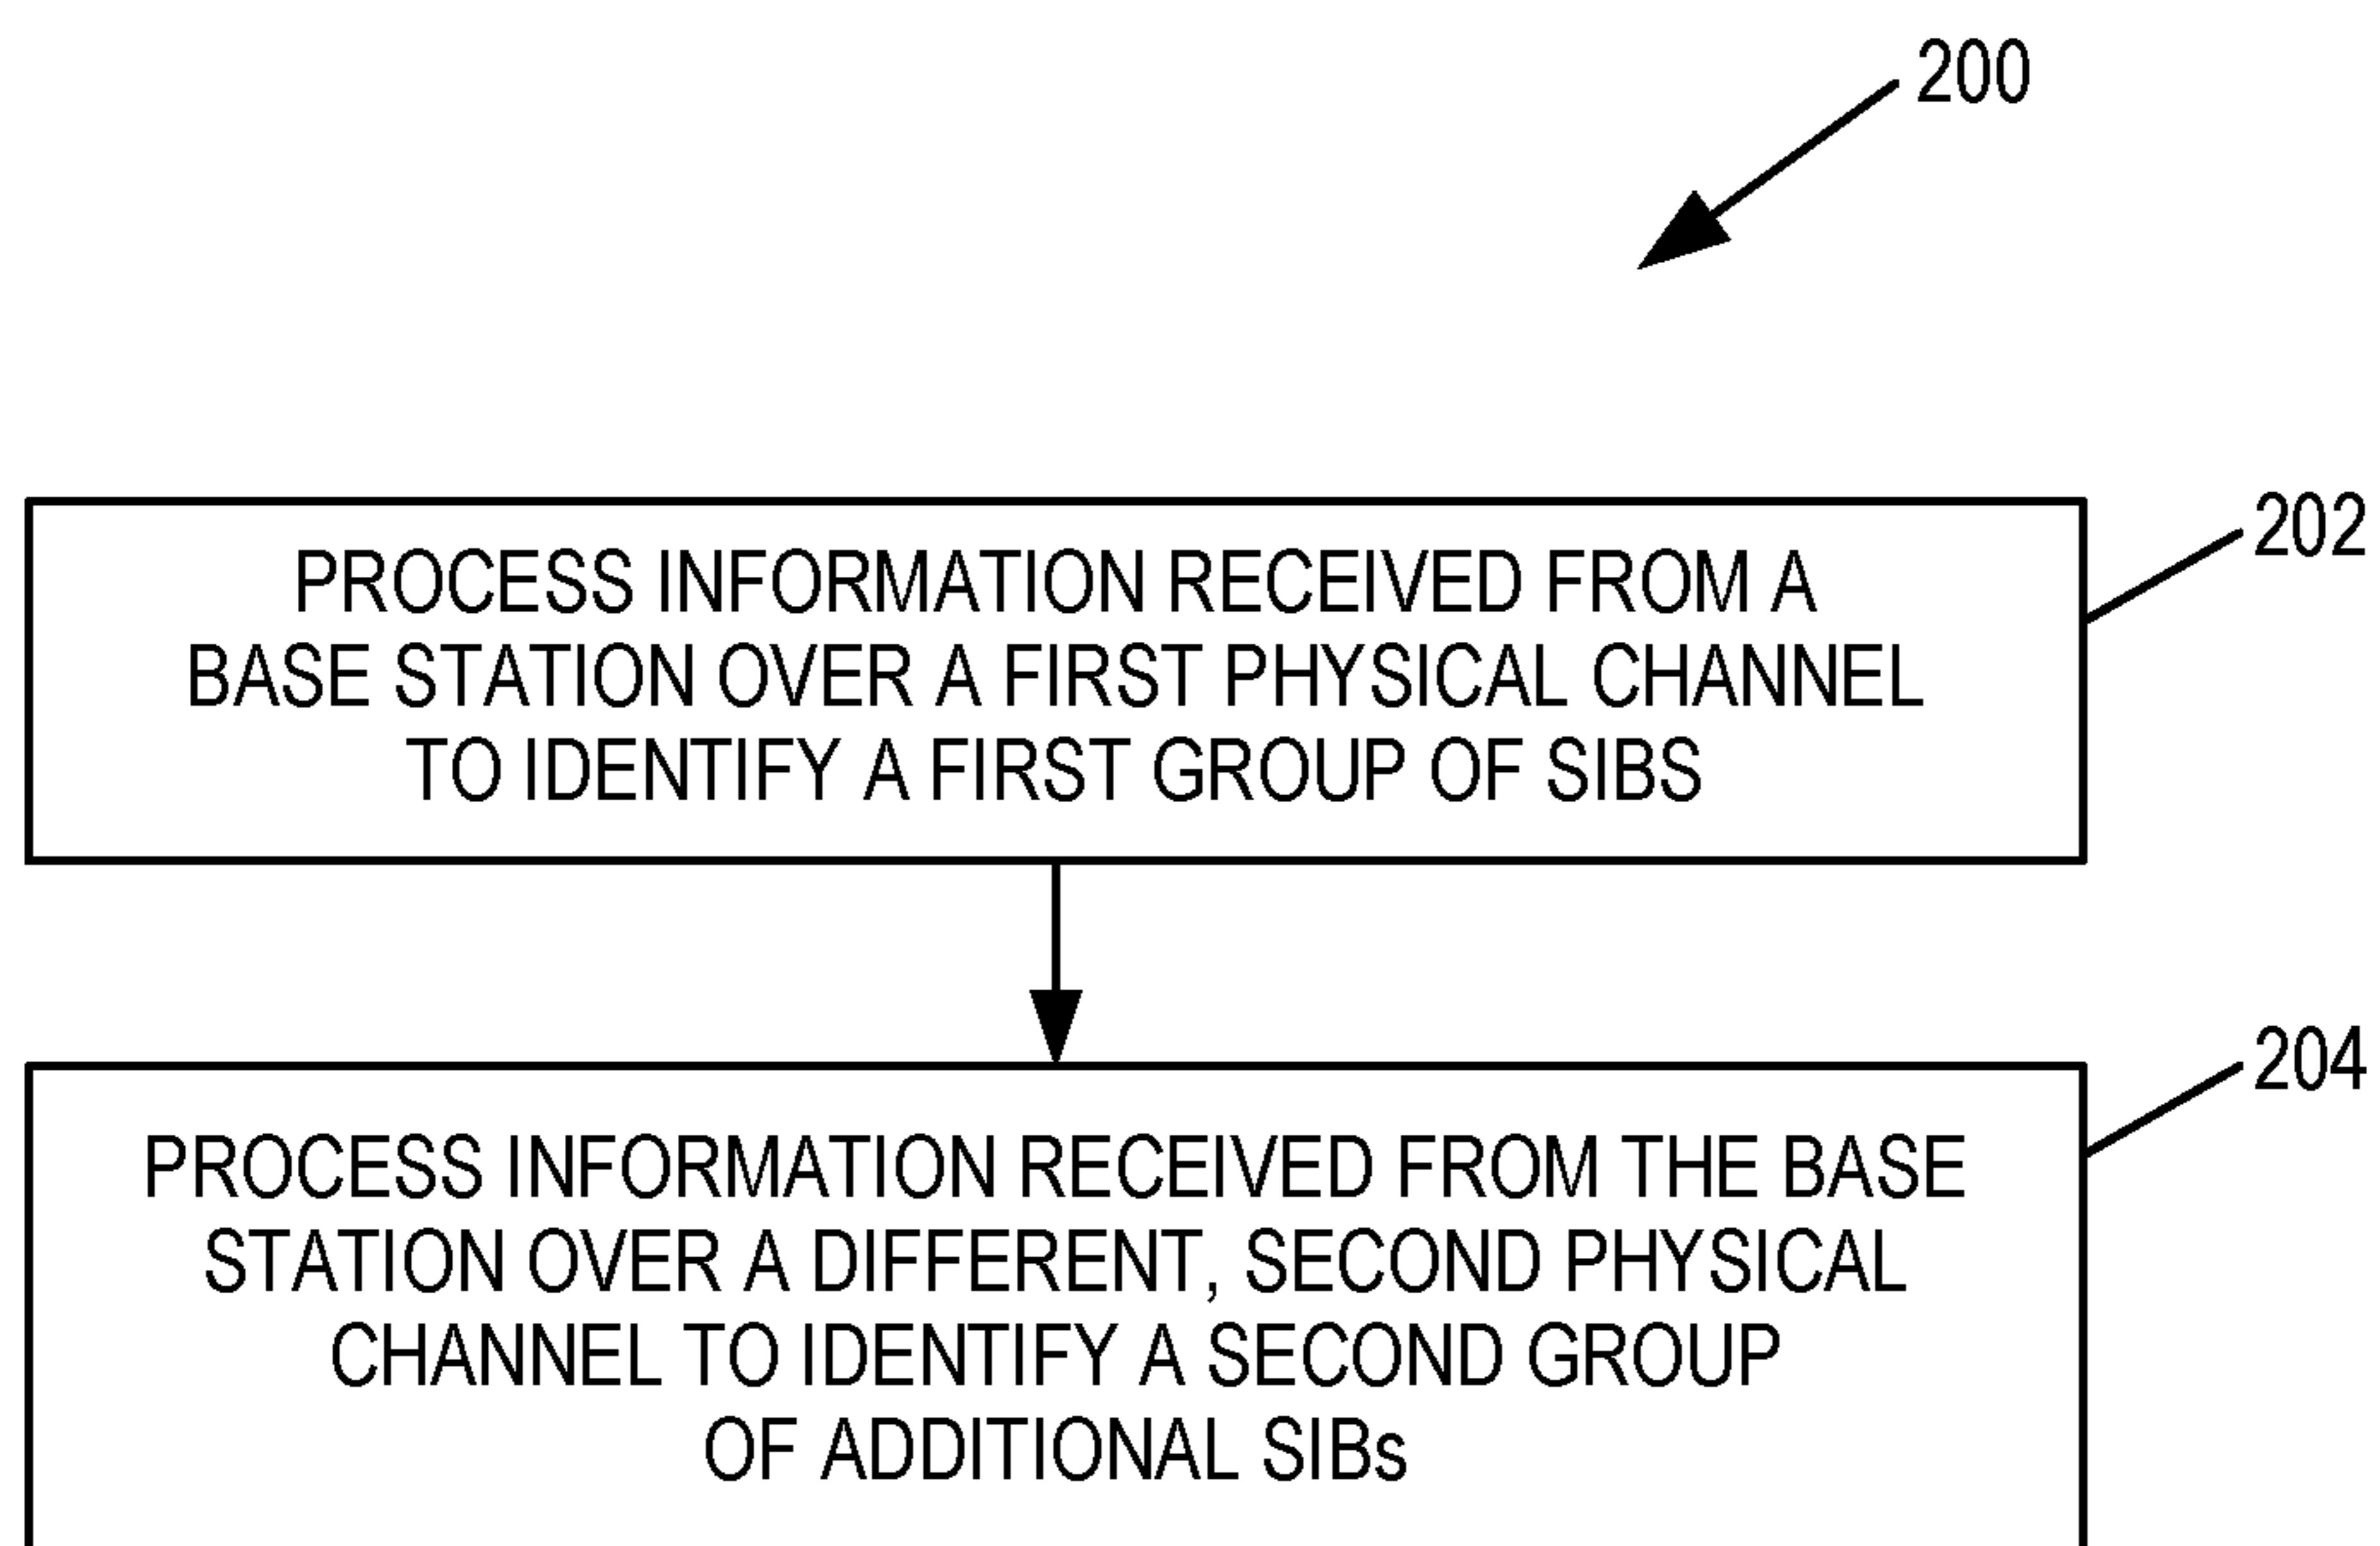 200
202
PROCESS INFORMATION RECEIVED FROM A
BASE STATION OVER A FIRST PHYSICAL CHANNEL
TO IDENTIFY A FIRST GROUP OF SIBS
204
PROCESS INFORMATION RECEIVED FROM THE BASE
STATION OVER A DIFFERENT, SECOND PHYSICAL
CHANNEL TO IDENTIFY A SECOND GROUP
OF ADDITIONAL SIBs